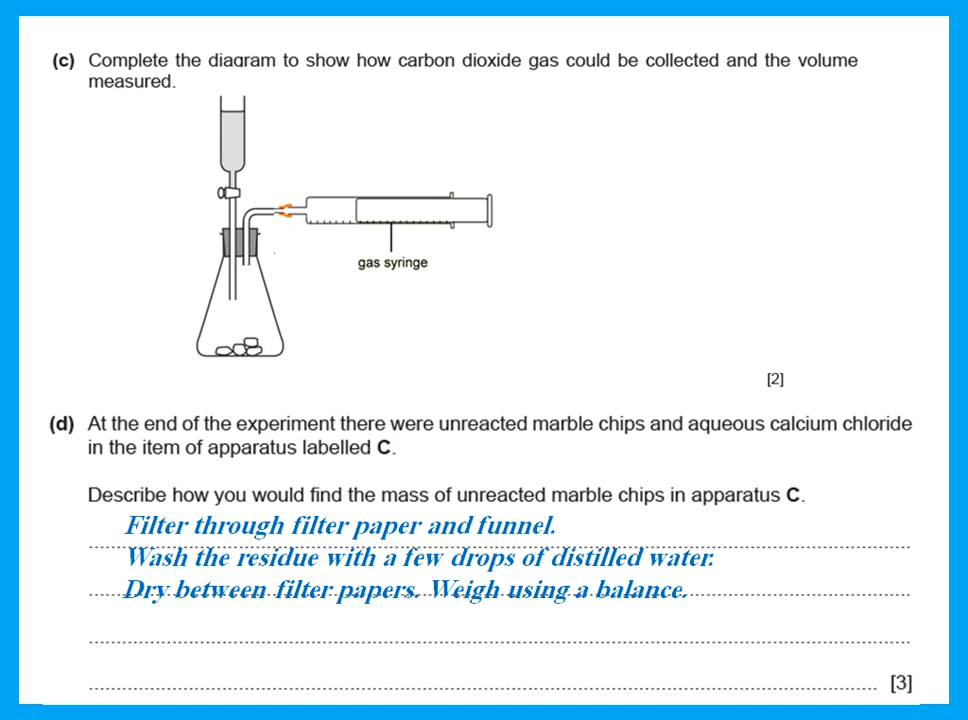 (c) Complete the diagram to show how carbon dioxide gas could be collected and the volume
measured.
gas syringe
[2]
(d) At the end of the experiment there were unreacted marble chips and aqueous calcium chloride
in the item of apparatus labelled C.
Describe how you would find the mass of unreacted marble chips in apparatus C.
Filter through filter paper and funnel.
Wash the residue with a few drops of distilled water.
Dry between filter papers. Weigh using a balance.
[3]